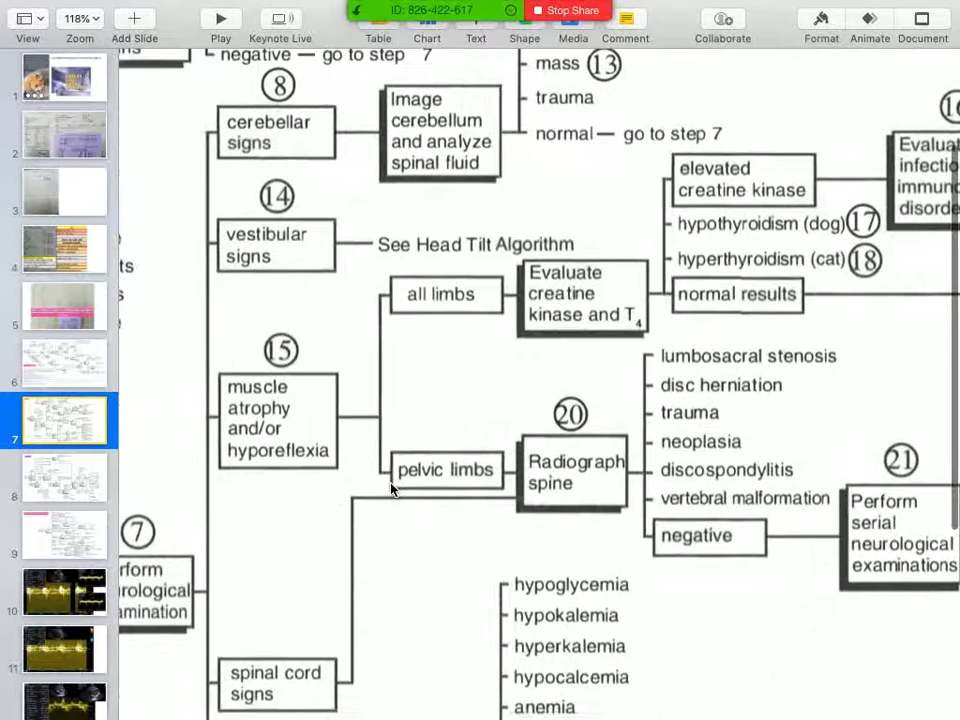 ID: 826-422-617
Stop Share
118%
View
Zoom
Add Slide
Play
Keynote Live
Table
Chart
Text
Shape
Media
Comment
Collaborate
Format
Animate
Document
negative — go to step 7
mass 13
trauma
normal — go to step 7
8
cerebellar
signs
Image
cerebellum
and analyze
spinal fluid
14
vestibular
signs
See Head Tilt Algorithm
elevated
creatine kinase
hypothyroidism (dog) 17
hyperthyroidism (cat) 18
normal results
all limbs
Evaluate
creatine
kinase and T4
15
muscle
atrophy
and/or
hyporeflexia
pelvic limbs
20
Radiograph
spine
lumbosacral stenosis
disc herniation
trauma
neoplasia
discospondylitis
vertebral malformation
negative
21
Perform
serial
neurological
examinations
7
spinal cord
signs
hypoglycemia
hypokalemia
hyperkalemia
hypocalcemia
anemia
1
2
3
4
5
6
7
8
9
10
11